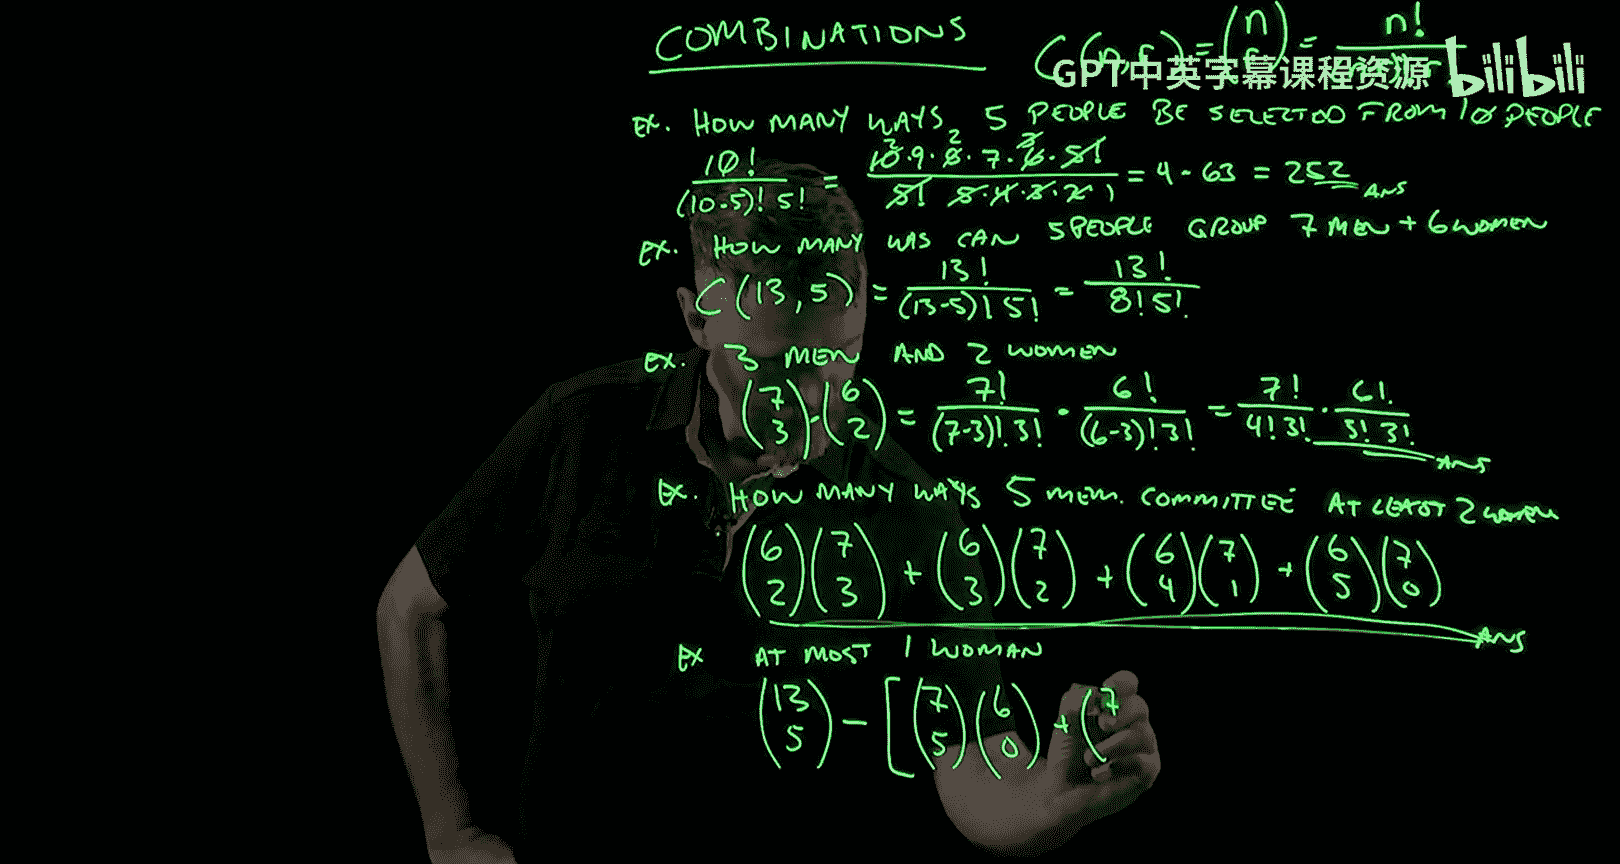 COMBINATIONS C(n,r) = (n r) = n!
GPT中英字幕课程资源 bilibili
EX. HOW MANY WAYS 5 PEOPLE BE SELECTED FROM 10 PEOPLE
10! / (10-5)! 5! = 10·9·8·7·6·5! / 5! 5·4·3·2 1 = 4·63 = 252 ANS
2 2 2
EX. HOW MANY WAS CAN 5 PEOPLE GROUP 7 MEN + 6 WOMEN
C(13,5) = 13! / (13-5)! 5! = 13! / 8! 5!
EX. 3 MEN AND 2 WOMEN
(7 3)·(6 2) = 7! / (7-3)! 3! · 6! / (6-3)! 3! = 7! / 4! 3! · 6! / 3! 3! ANS
EX. HOW MANY WAYS 5 MEM. COMMITTEE AT LEAST 2 WOMEN
(6 2)(7 3) + (6 3)(7 2) + (6 4)(7 1) + (6 5)(7 0)
ANS
EX AT MOST 1 WOMAN
(13 5) - [(7 5)(6 0) + (7